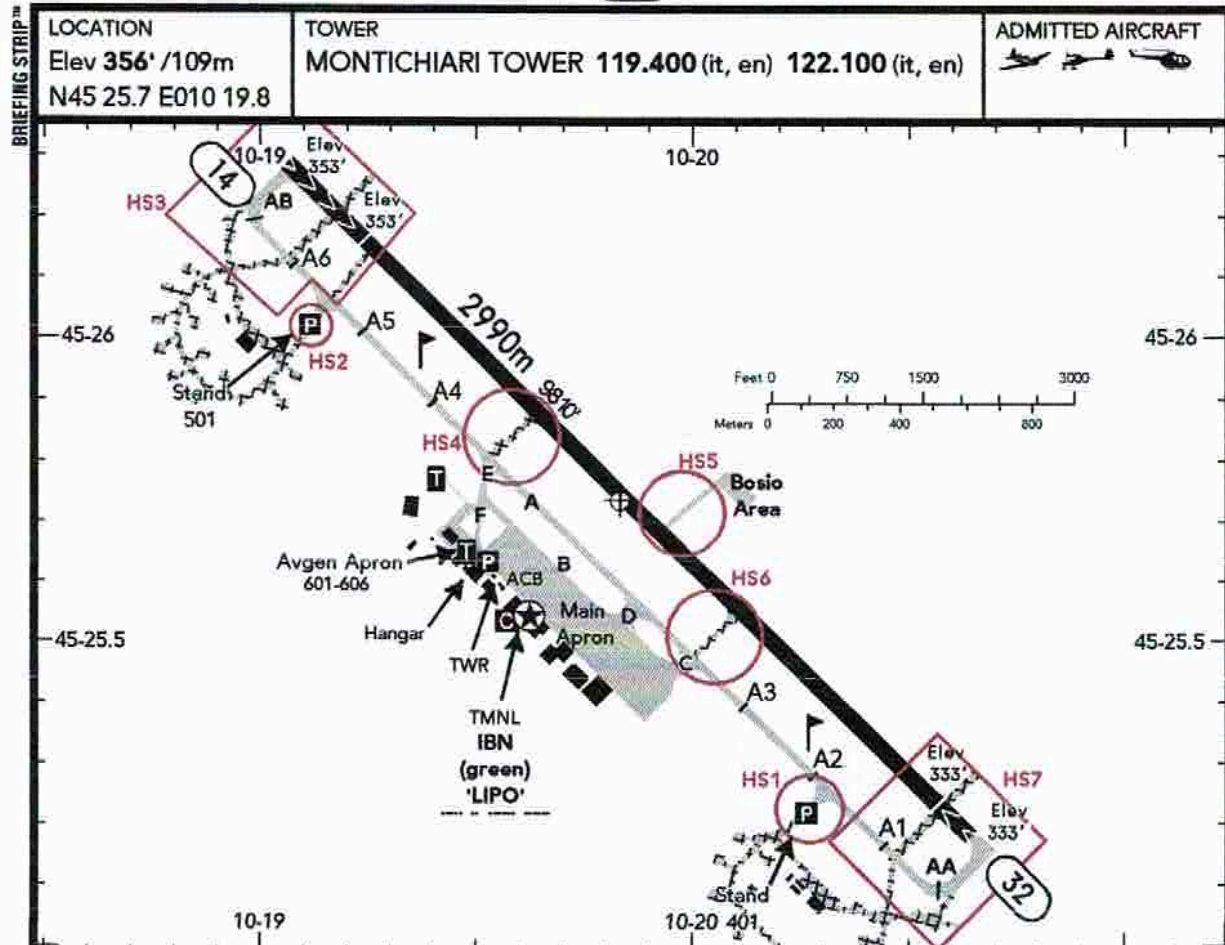 BRIEFING STRIP™
LOCATION
Elev 356' /109m
N45 25.7 E010 19.8
TOWER
MONTICHIARI TOWER 119.400 (it, en) 122.100 (it, en)
ADMITTED AIRCRAFT
10-19
10-20
14
Elev
353'
Elev
353'
HS3
AB
A6
45-26
45-26
P
HS2
A5
Stand
501
A4
2990m
9810'
Feet 0 750 1500 3000
Meters 0 200 400 800
HS4
HS5
Bosio
Area
T
E
A
F
T
P
B
Avgen Apron
601-606
ACB
HS6
Main
Apron
D
C
Hangar
C
45-25.5
45-25.5
TWR
A3
TMNL
IBN
(green)
'LIPO'
A2
HS1
P
Elev
333'
HS7
Elev
333'
A1
AA
Stand
401
32
10-19
10-20